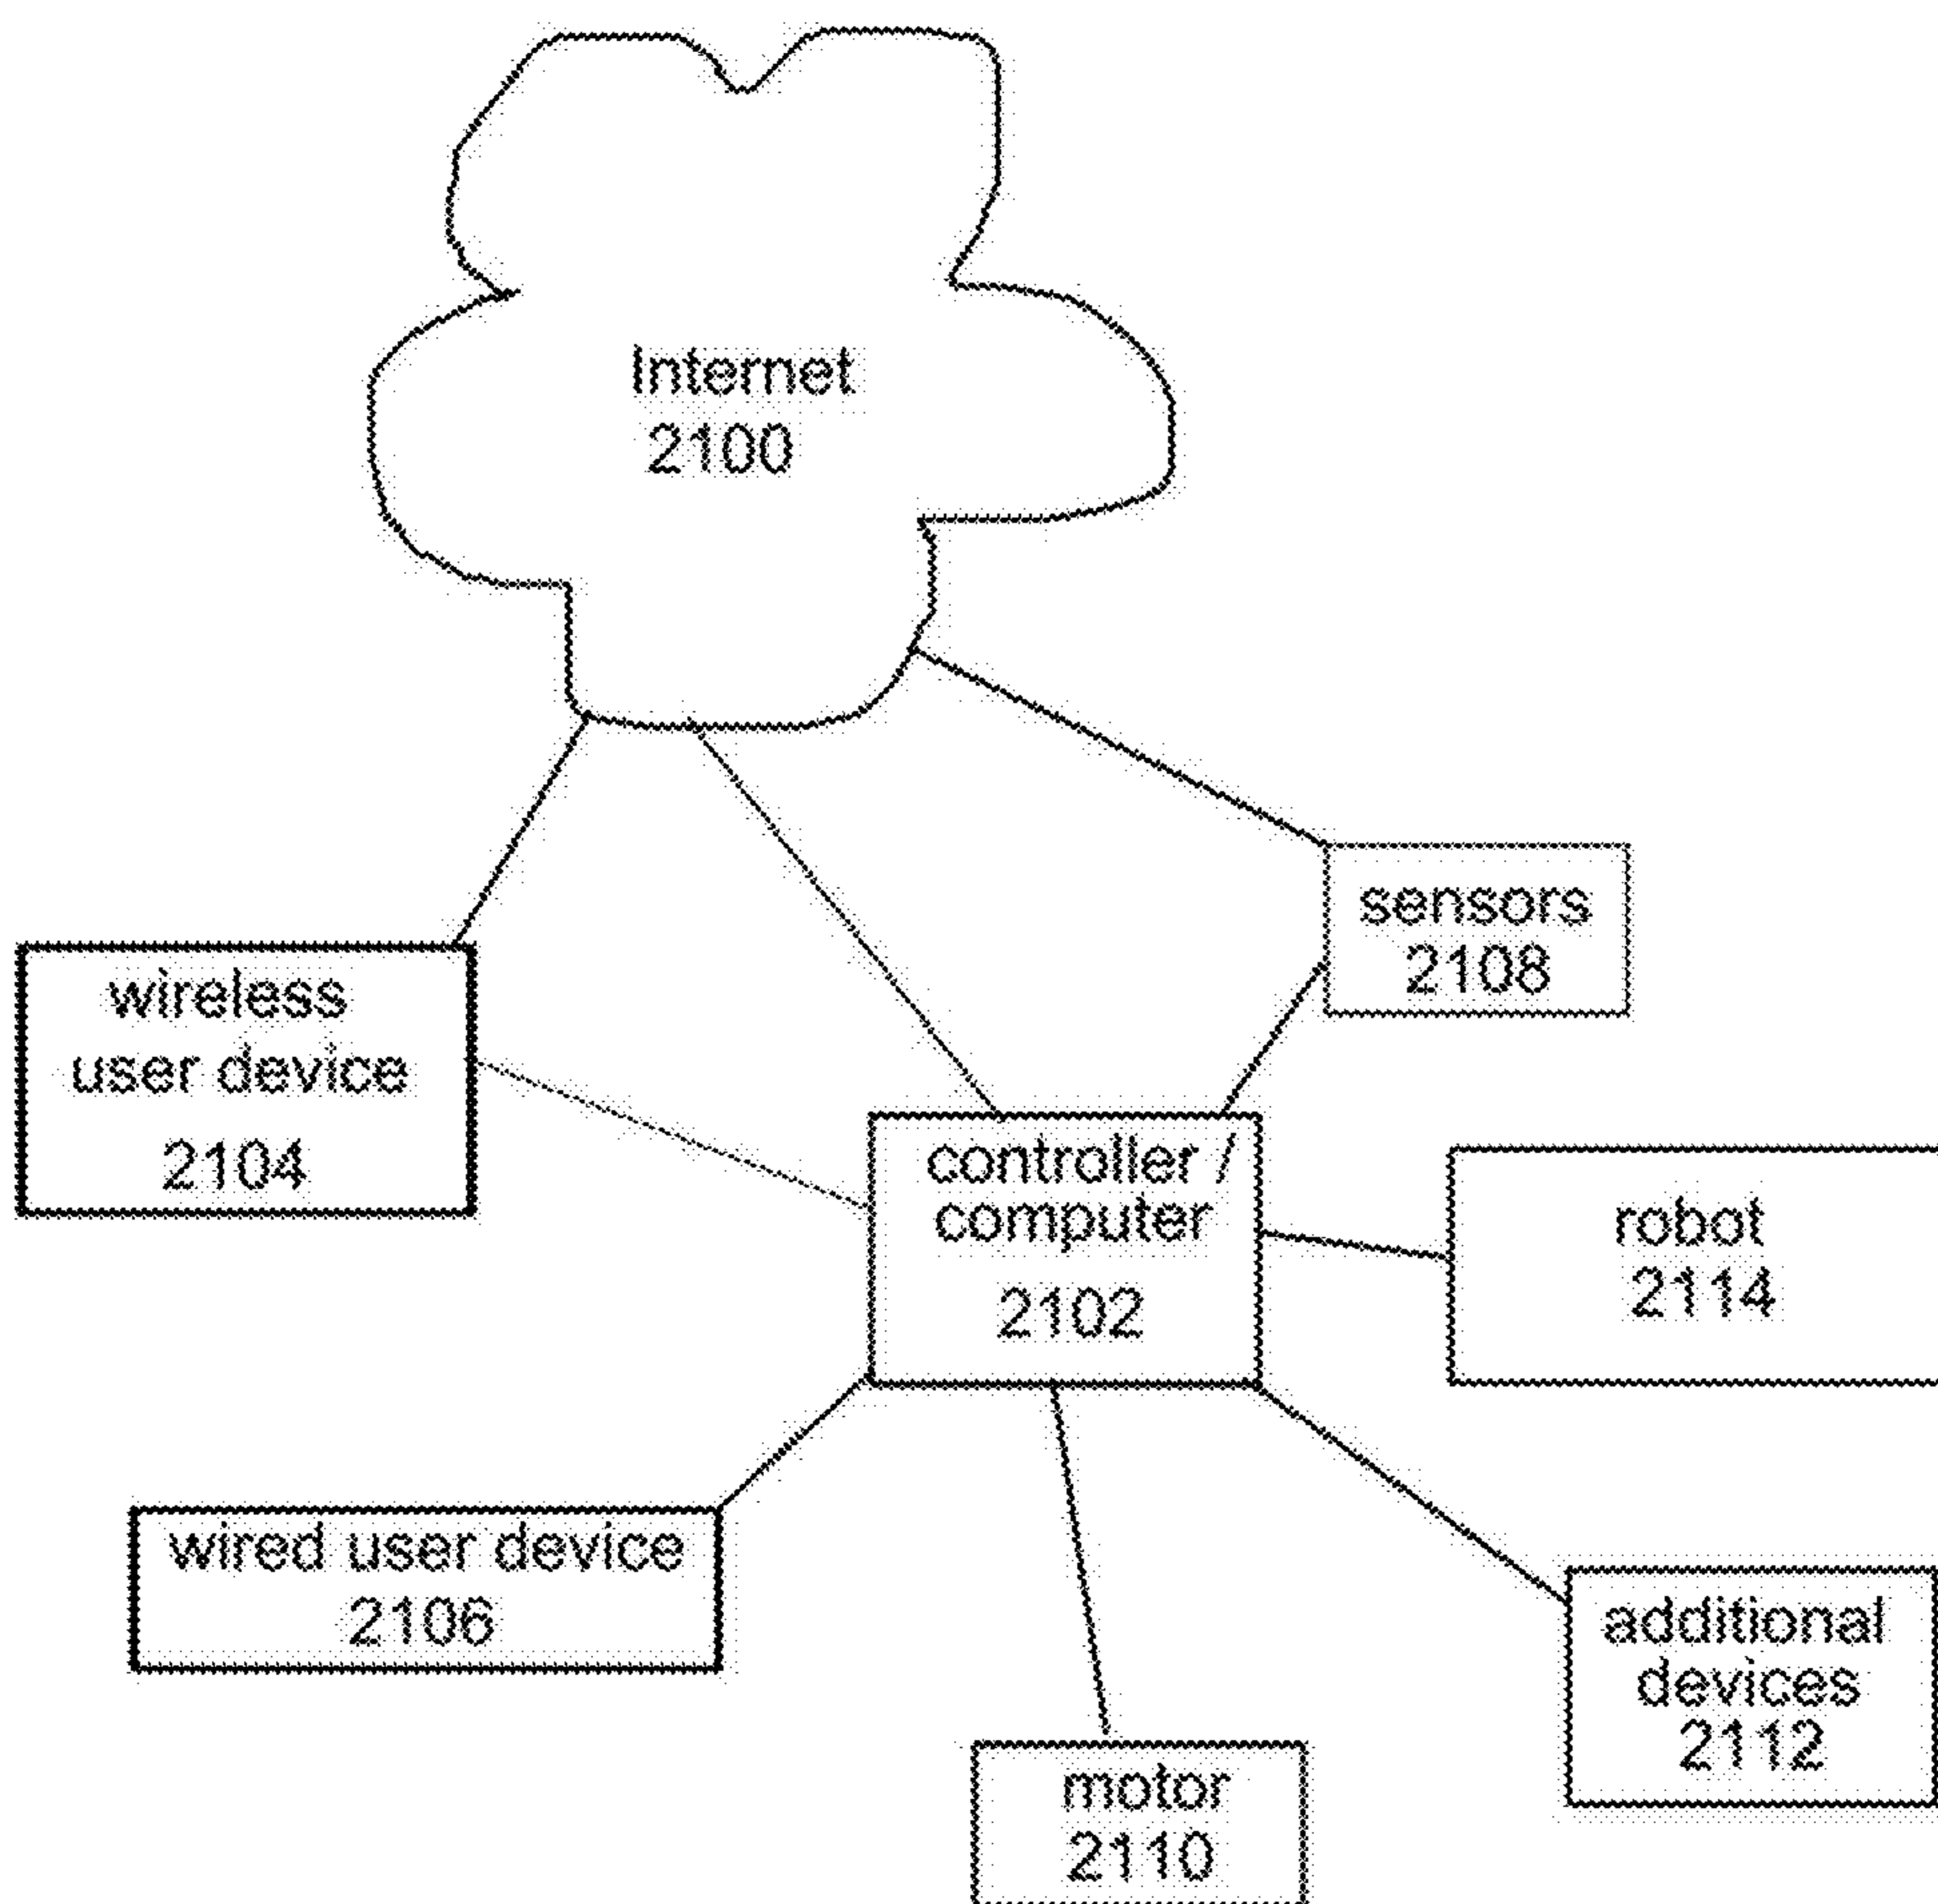 Internet
2100
sensors
2108
wireless
user device
2104
controller /
computer
2102
robot
2114
wired user device
2106
additional
devices
2112
motor
2110